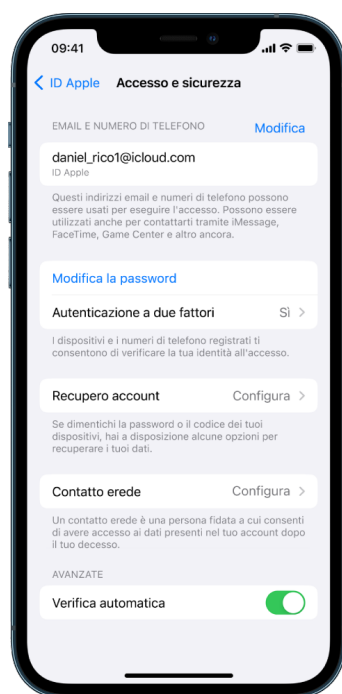 09:41
ID Apple Accesso e sicurezza
EMAIL E NUMERO DI TELEFONO Modifica
daniel_rico1@icloud.com
ID Apple
Questi indirizzi email e numeri di telefono possono
essere usati per eseguire l'accesso. Possono essere
utilizzati anche per contattarti tramite iMessage,
FaceTime, Game Center e altro ancora.
Modifica la password
Autenticazione a due fattori Sì
I dispositivi e i numeri di telefono registrati ti
consentono di verificare la tua identità all'accesso.
Recupero account Configura
Se dimentichi la password o il codice dei tuoi
dispositivi, hai a disposizione alcune opzioni per
recuperare i tuoi dati.
Contatto erede Configura
Un contatto erede è una persona fidata a cui consenti
di avere accesso ai dati presenti nel tuo account dopo
il tuo decesso.
AVANZATE
Verifica automatica